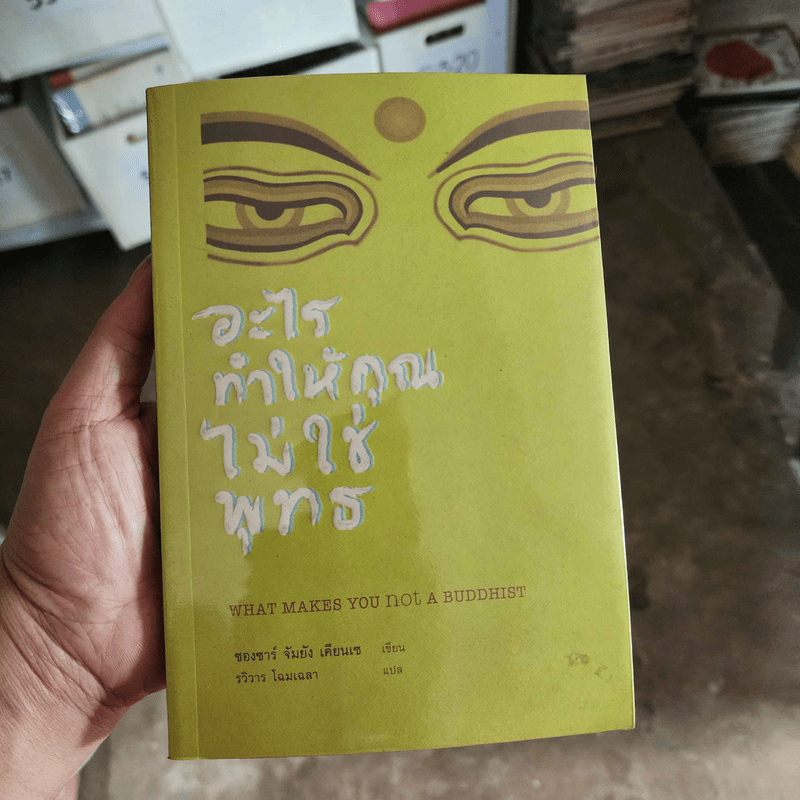 อะไร
ทำให้คุณ
ไม่ใช่
พุทธ
WHAT MAKES YOU not A BUDDHIST
ซองซาร์ จัมยัง เคียนเซ เขียน
รวิวาร โฉมเฉลา แปล